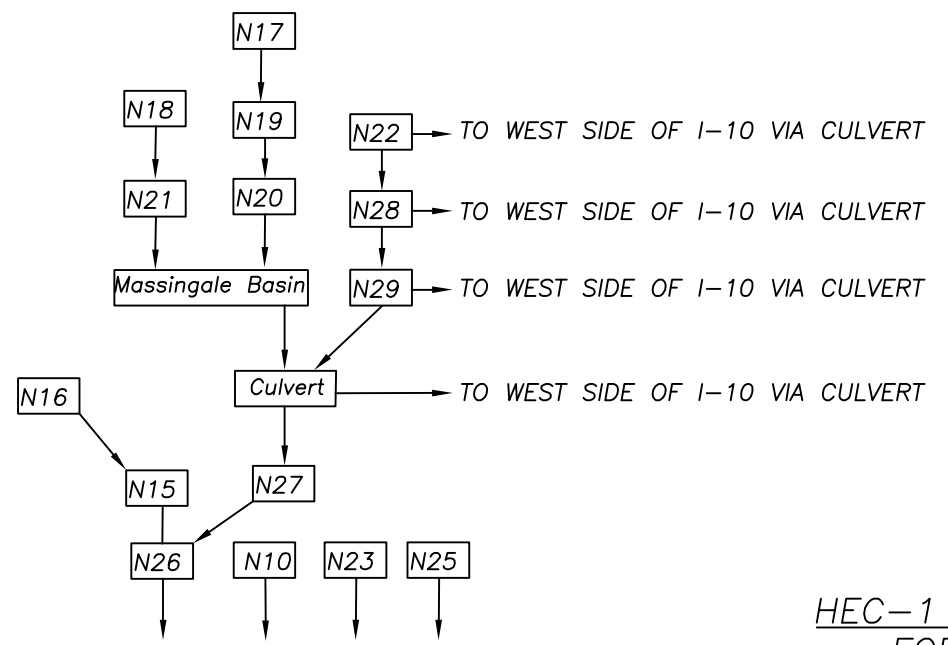 N17
N18
N19
N22
TO WEST SIDE OF I-10 VIA CULVERT
N21
N20
N28
TO WEST SIDE OF I-10 VIA CULVERT
Massingale Basin
N29
TO WEST SIDE OF I-10 VIA CULVERT
N16
Culvert
TO WEST SIDE OF I-10 VIA CULVERT
N15
N27
N26
N10
N23
N25
HEC-1